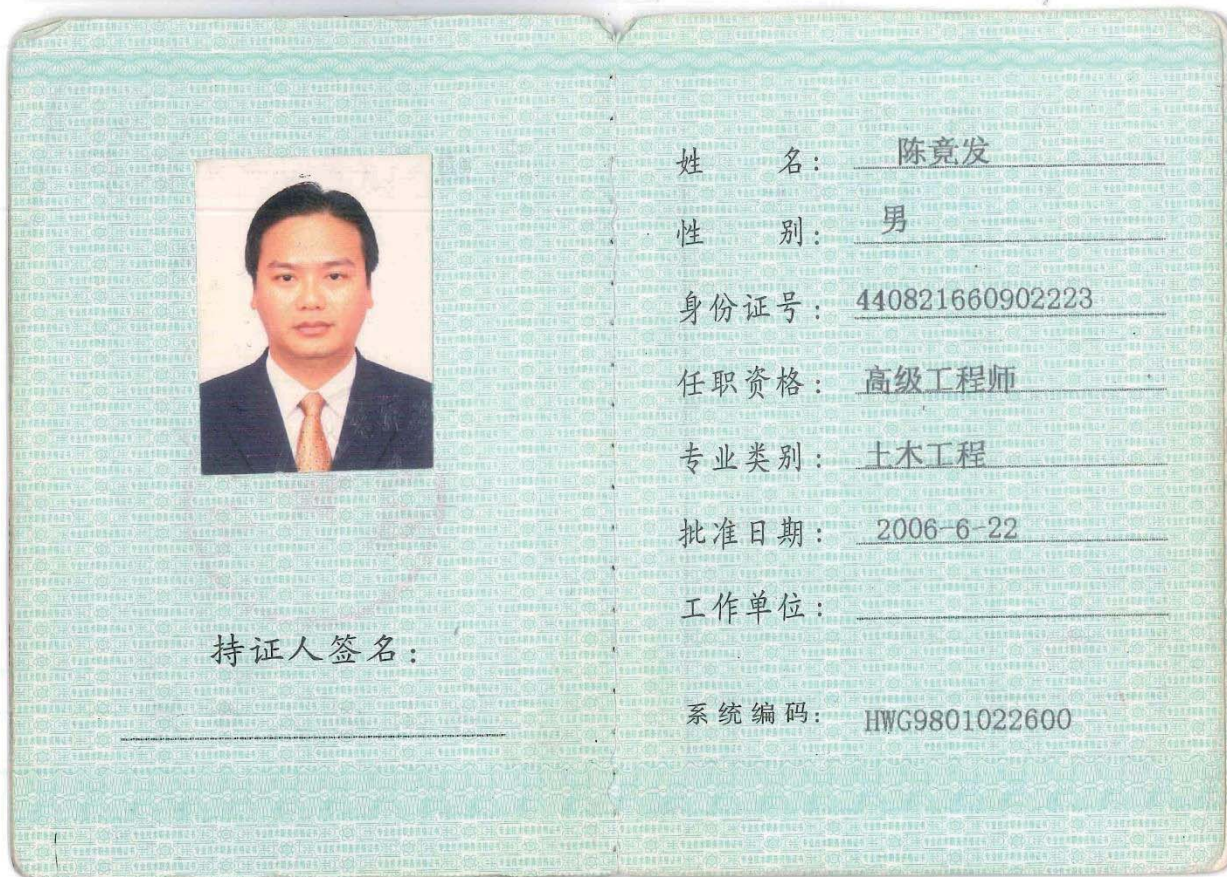 持证人签名：
姓 名： 陈竟发
性 别： 男
身份证号： 440821660902223
任职资格： 高级工程师
专业类别： 土木工程
批准日期： 2006-6-22
工作单位：
系统编码： HWG9801022600